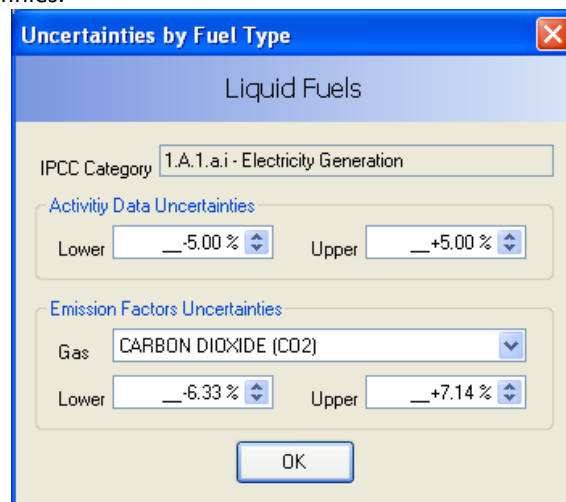 Uncertainties by Fuel Type
Liquid Fuels
IPCC Category 1.A.1.a.i - Electricity Generation
Activitiy Data Uncertainties
Lower __-5.00 % Upper __+5.00 %
Emission Factors Uncertainties
Gas CARBON DIOXIDE (CO2)
Lower __-6.33 % Upper __+7.14 %
OK